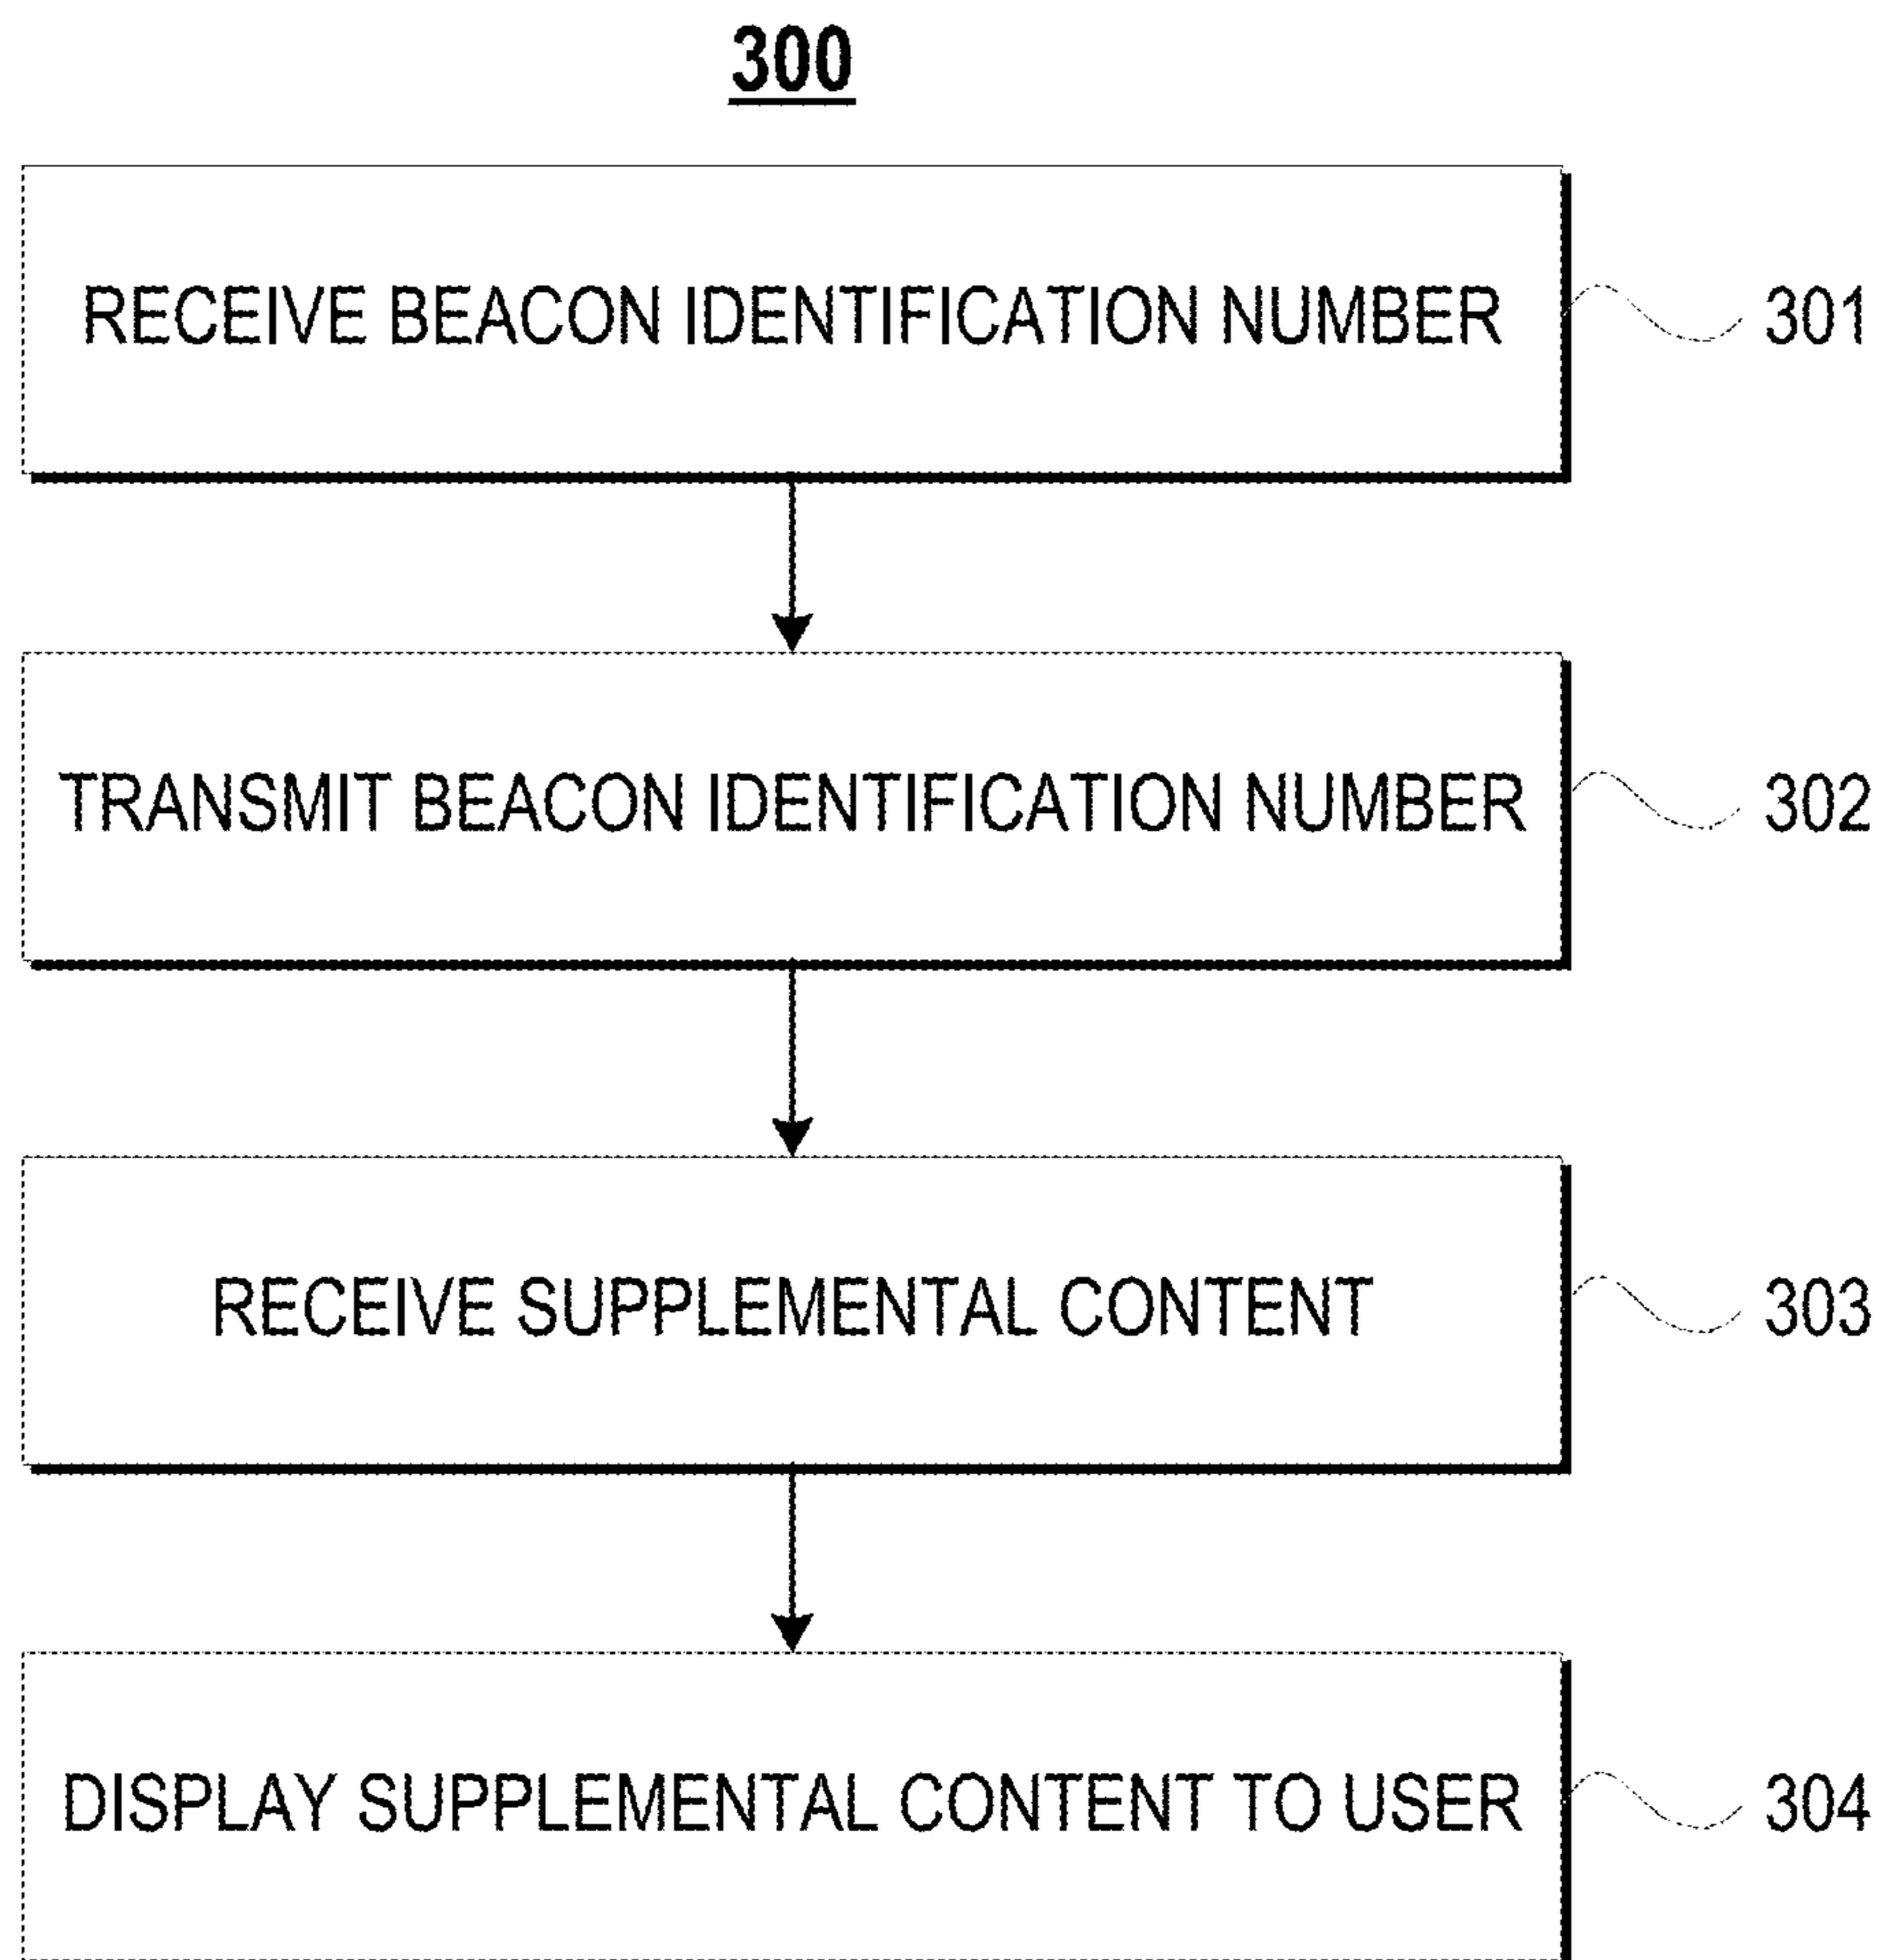 300
RECEIVE BEACON IDENTIFICATION NUMBER
301
TRANSMIT BEACON IDENTIFICATION NUMBER
302
RECEIVE SUPPLEMENTAL CONTENT
303
DISPLAY SUPPLEMENTAL CONTENT TO USER
304